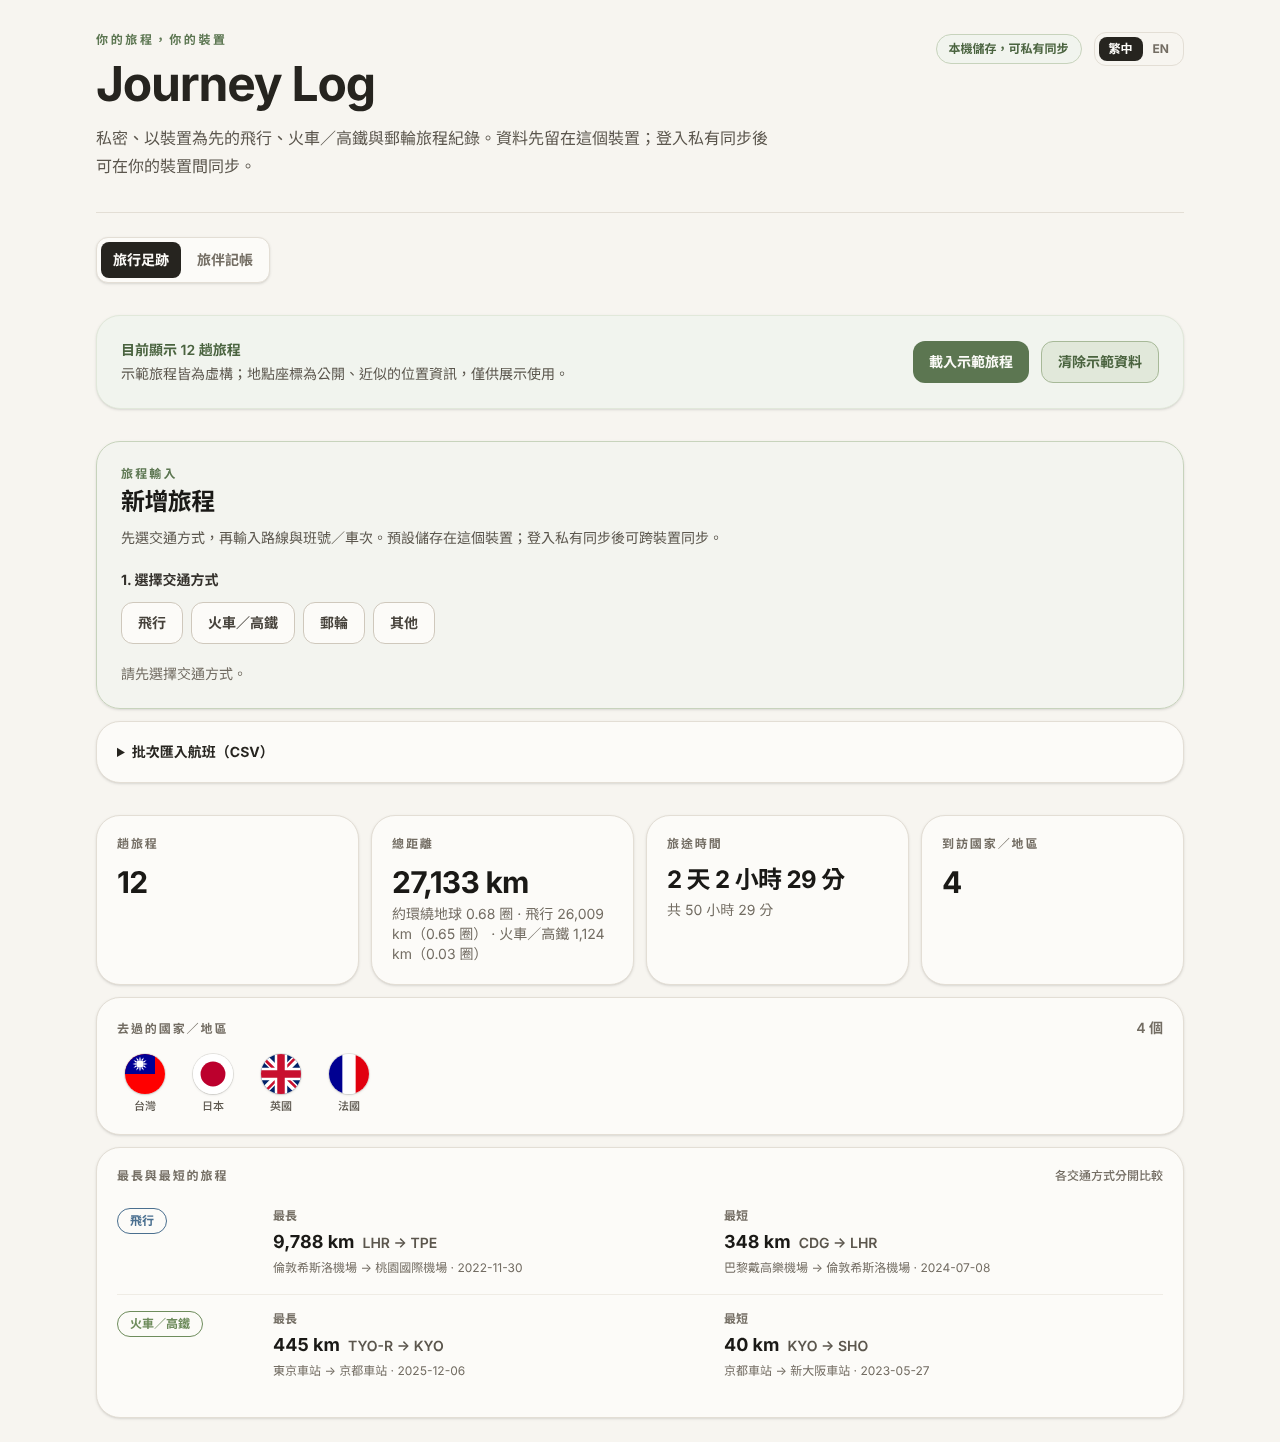 你的旅程，你的裝置
本機儲存，可私有同步
繁中
EN
Journey Log
私密、以裝置為先的飛行、火車／高鐵與郵輪旅程紀錄。資料先留在這個裝置；登入私有同步後
可在你的裝置間同步。
旅行足跡
旅伴記帳
目前顯示 12 趟旅程
示範旅程皆為虛構；地點座標為公開、近似的位置資訊，僅供展示使用。
載入示範旅程
清除示範資料
旅程輸入
新增旅程
先選交通方式，再輸入路線與班號／車次。預設儲存在這個裝置；登入私有同步後可跨裝置同步。
1. 選擇交通方式
飛行
火車／高鐵
郵輪
其他
請先選擇交通方式。
批次匯入航班（CSV）
趟旅程
12
總距離
27,133 km
約環繞地球 0.68 圈 · 飛行 26,009
km（0.65 圈） · 火車／高鐵 1,124
km（0.03 圈）
旅途時間
2 天 2 小時 29 分
共 50 小時 29 分
到訪國家／地區
4
去過的國家／地區
4 個
台灣
日本
英國
法國
最長與最短的旅程
各交通方式分開比較
飛行
最長
9,788 km LHR → TPE
倫敦希斯洛機場 → 桃園國際機場 · 2022-11-30
最短
348 km CDG → LHR
巴黎戴高樂機場 → 倫敦希斯洛機場 · 2024-07-08
火車／高鐵
最長
445 km TYO-R → KYO
東京車站 → 京都車站 · 2025-12-06
最短
40 km KYO → SHO
京都車站 → 新大阪車站 · 2023-05-27